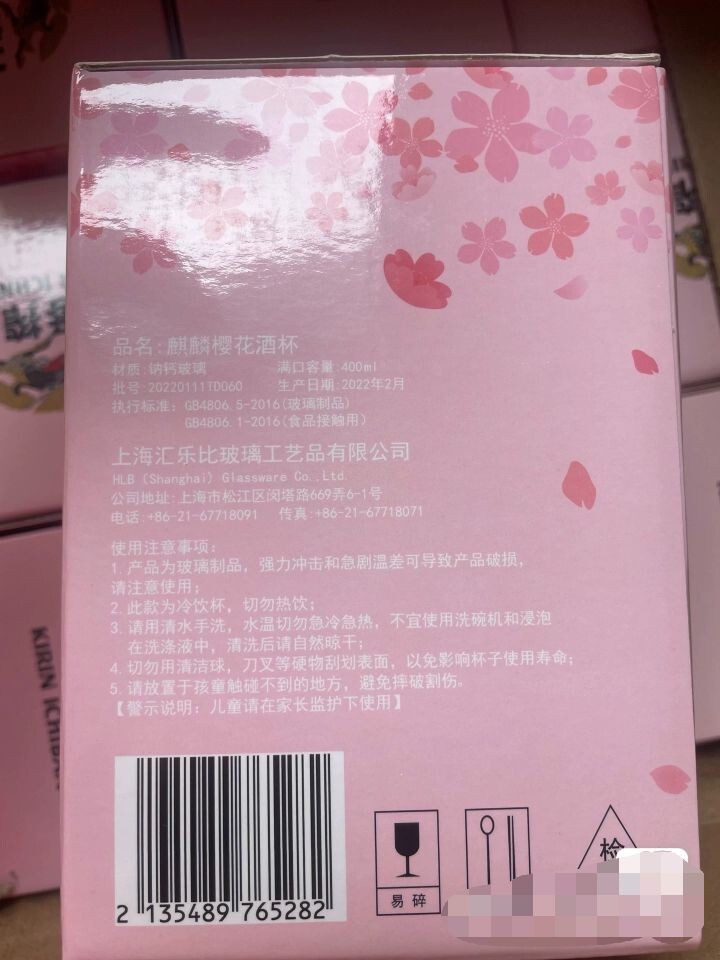 品名:麒麟樱花酒杯
材质:钠钙玻璃 满口容量:400ml
批号:20220111TD060 生产日期:2022年2月
执行标准: GB4806.5-2016(玻璃制品)
GB4806.1-2016(食品接触用)
上海汇乐比玻璃工艺品有限公司
HLB (Shanghai) Glassware Co.,Ltd.
公司地址:上海市松江区闵塔路669弄6-1号
电话:+86-21-67718091 传真:+86-21-67718071
使用注意事项:
1. 产品为玻璃制品，强力冲击和急剧温差可导致产品破损，
请注意使用;
2. 此款为冷饮杯，切勿热饮;
3. 请用清水手洗，水温切勿急冷急热，不宜使用洗碗机和浸泡
在洗涤液中，清洗后请自然晾干;
4. 切勿用清洁球，刀叉等硬物刮划表面，以免影响杯子使用寿命;
5. 请放置于孩童触碰不到的地方，避免摔破割伤。
【警示说明:儿童请在家长监护下使用】
2 135489 765282
易碎
检
KIRIN ICHIBA